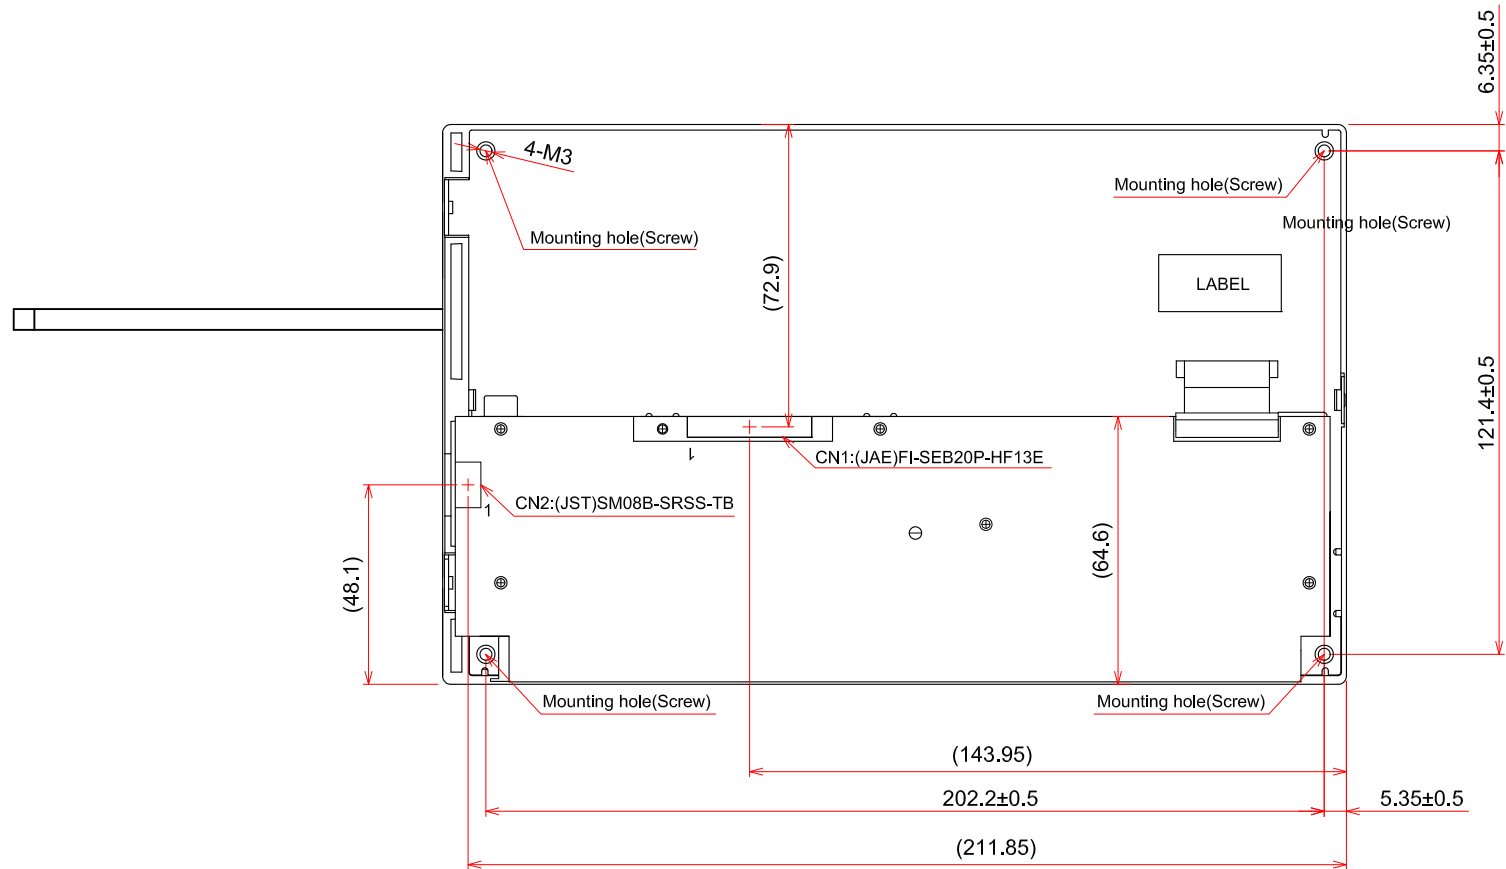 6.35±0.5
4-M3
Mounting hole(Screw)
Mounting hole(Screw)
Mounting hole(Screw)
(72.9)
LABEL
121.4±0.5
1
CN1:(JAE)FI-SEB20P-HF13E
CN2:(JST)SM08B-SRSS-TB
1
(48.1)
(64.6)
Mounting hole(Screw)
Mounting hole(Screw)
(143.95)
202.2±0.5
5.35±0.5
(211.85)